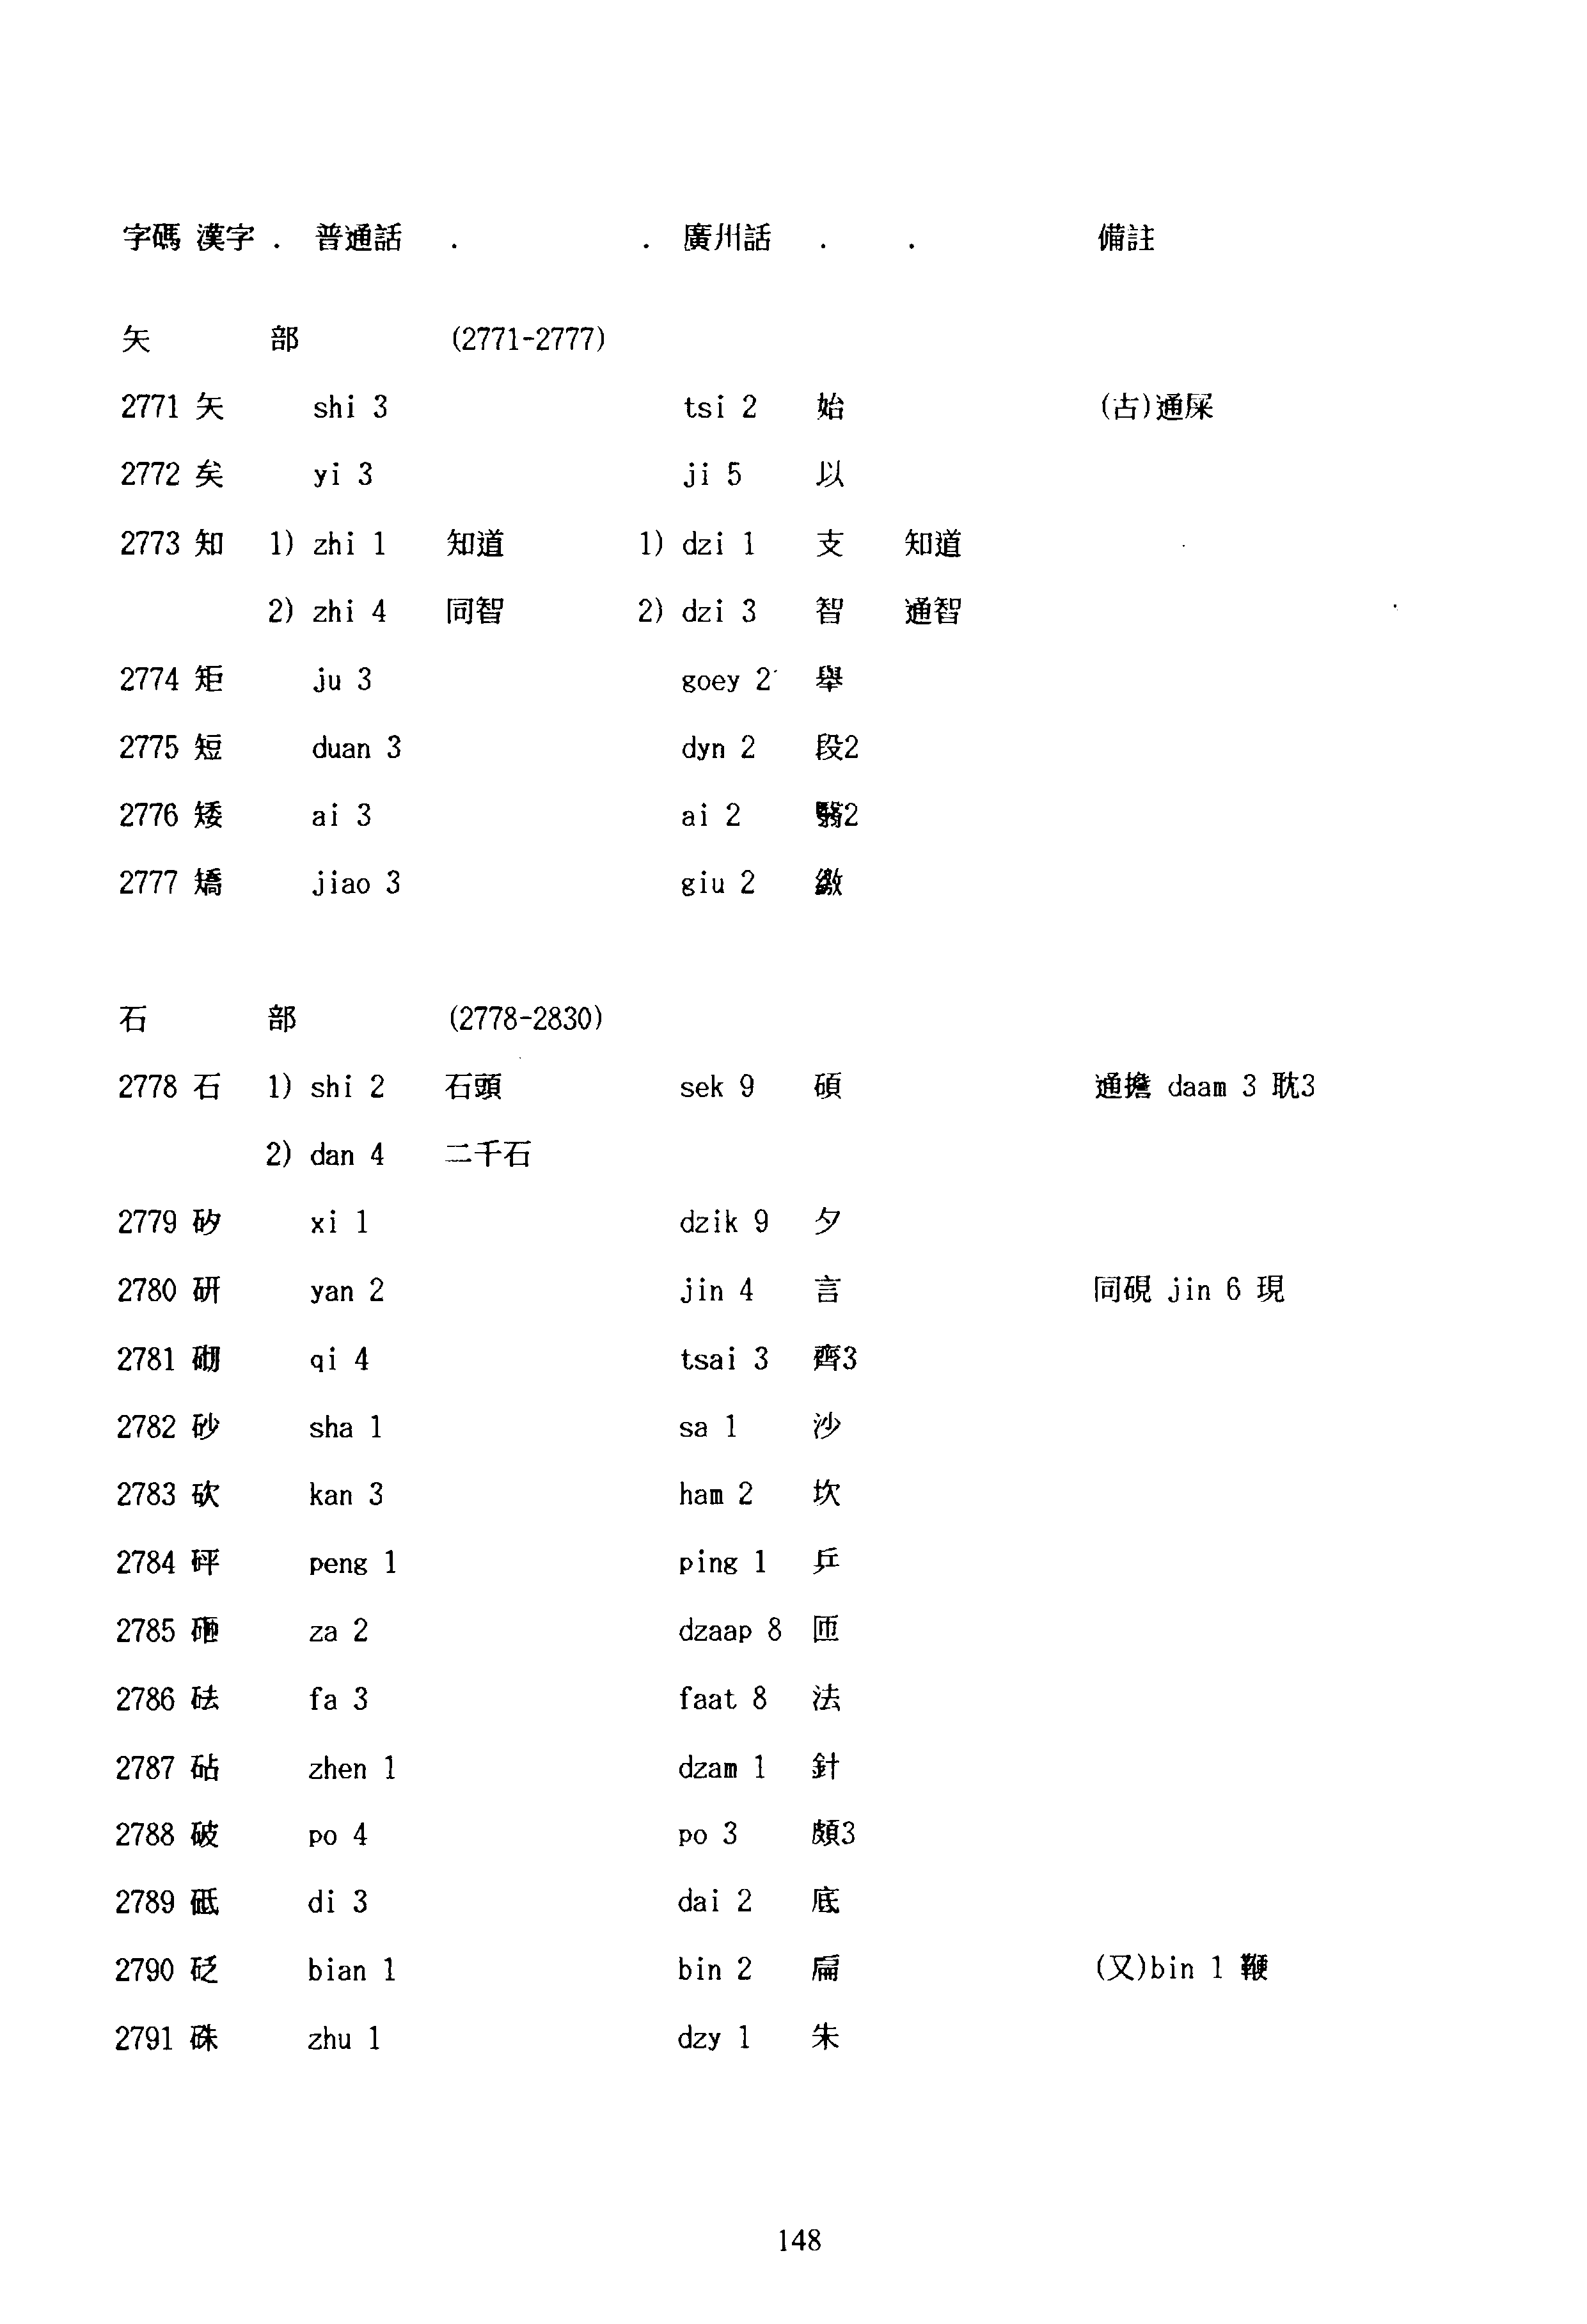 字碼 漢字 . 普通話 . . 廣州話 . . 備註
矢 部 (2771-2777)
2771 矢 shi 3 tsi 2 始 (古)通屎
2772 矣 yi 3 ji 5 以
2773 知 1) zhi 1 知道 1) dzi 1 支 知道
2) zhi 4 同智 2) dzi 3 智 通智
2774 矩 ju 3 goey 2 舉
2775 短 duan 3 dyn 2 段2
2776 矮 ai 3 ai 2 翳2
2777 矯 jiao 3 giu 2 繳
石 部 (2778-2830)
2778 石 1) shi 2 石頭 sek 9 碩 通擔 daam 3 耽3
2) dan 4 二千石
2779 矽 xi 1 dzik 9 夕
2780 研 yan 2 jin 4 言 同硯 jin 6 現
2781 砌 qi 4 tsai 3 齊3
2782 砂 sha 1 sa 1 沙
2783 砍 kan 3 ham 2 坎
2784 砰 peng 1 ping 1 乒
2785 砸 za 2 dzaap 8 匝
2786 砝 fa 3 faat 8 法
2787 砧 zhen 1 dzam 1 針
2788 破 po 4 po 3 頗3
2789 砥 di 3 dai 2 底
2790 砭 bian 1 bin 2 扁 (又)bin 1 鞭
2791 硃 zhu 1 dzy 1 朱
148